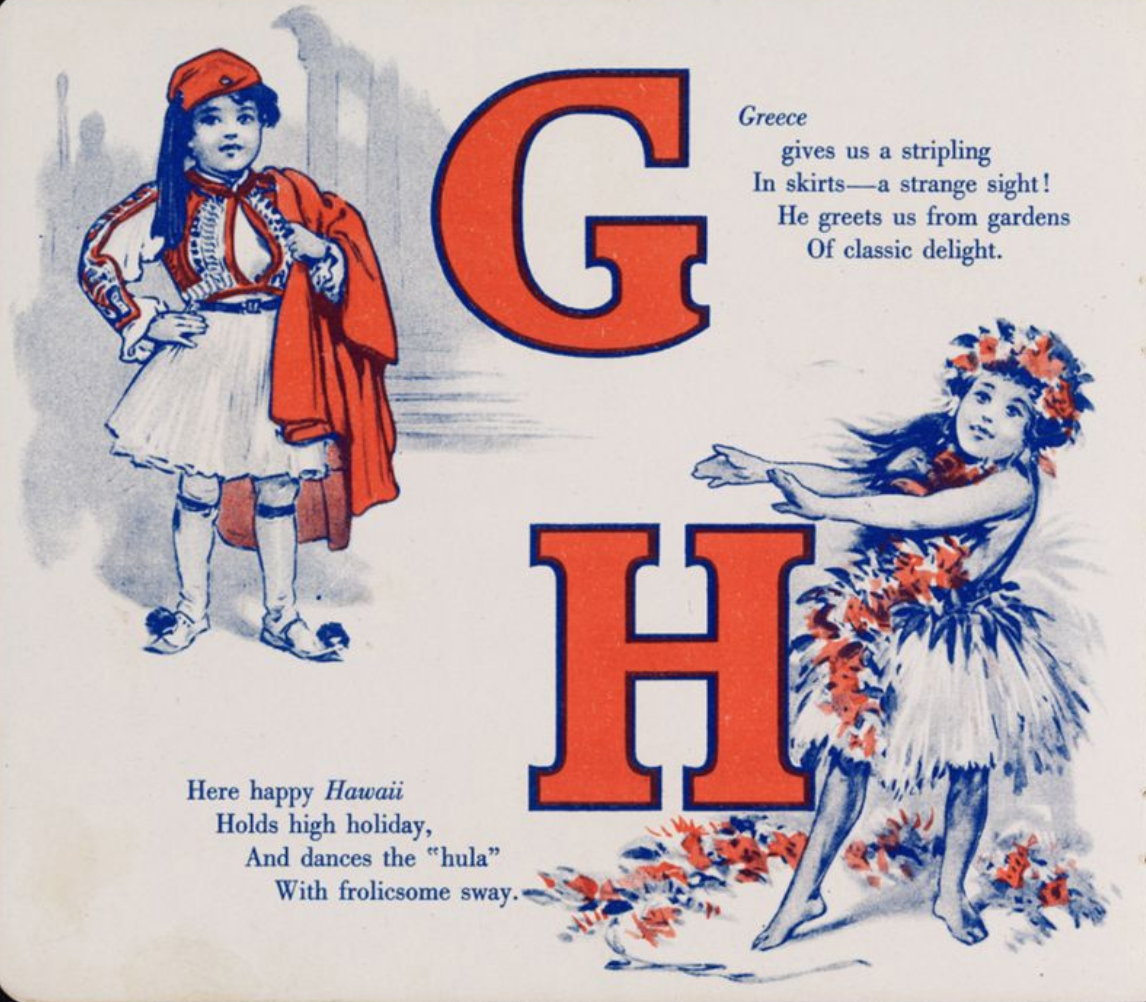 G
Greece
gives us a stripling
In skirts—a strange sight!
He greets us from gardens
Of classic delight.
H
Here happy Hawaii
Holds high holiday,
And dances the "hula"
With frolicsome sway.